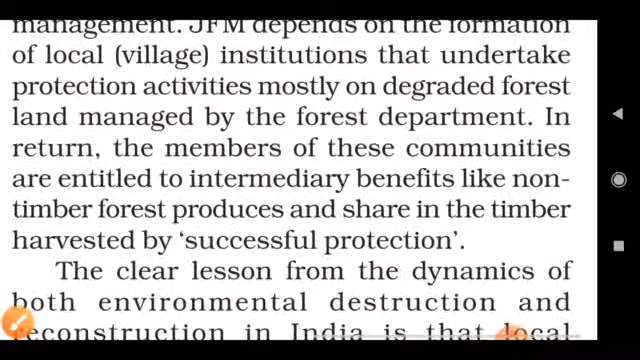 management. JFM depends on the formation
of local (village) institutions that undertake
protection activities mostly on degraded forest
land managed by the forest department. In
return, the members of these communities
are entitled to intermediary benefits like non-
timber forest produces and share in the timber
harvested by 'successful protection'.
The clear lesson from the dynamics of
both environmental destruction and
reconstruction in India is that local